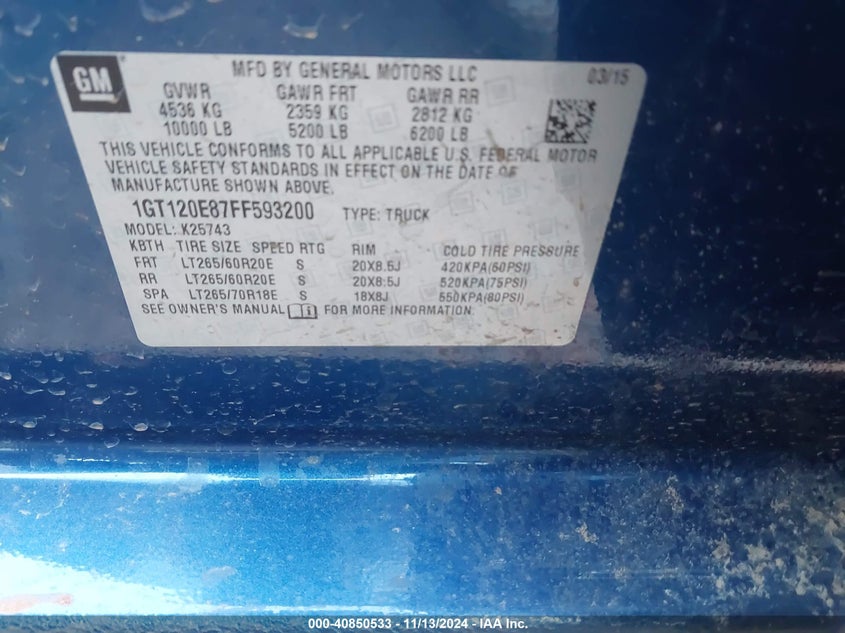 GM
MFD BY GENERAL MOTORS LLC 03/15
GVWR GAWR FRT GAWR RR
4536 KG 2359 KG 2812 KG
10000 LB 5200 LB 6200 LB
THIS VEHICLE CONFORMS TO ALL APPLICABLE U.S. FEDERAL MOTOR
VEHICLE SAFETY STANDARDS IN EFFECT ON THE DATE OF
MANUFACTURE SHOWN ABOVE.
1GT120E87FF593200 TYPE: TRUCK
MODEL: K25743
KBTH TIRE SIZE SPEED RTG RIM COLD TIRE PRESSURE
FRT LT265/60R20E S 20X8.5J 420KPA(60PSI)
RR LT265/60R20E S 20X8.5J 520KPA(75PSI)
SPA LT265/70R18E S 18X8J 550KPA(80PSI)
SEE OWNER'S MANUAL FOR MORE INFORMATION.
000-40850533 - 11/13/2024 - IAA Inc.